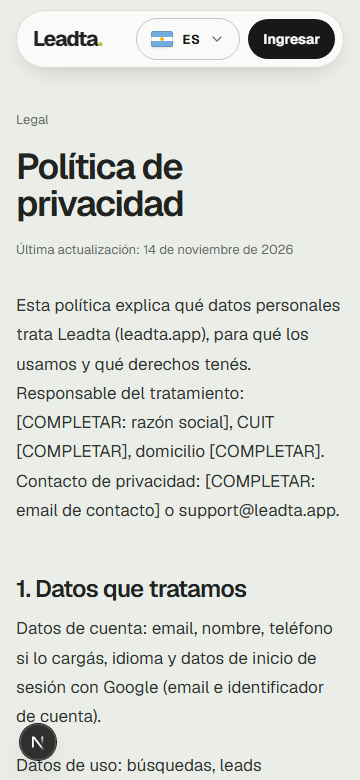 Leadta.
ES
Ingresar
Legal
Política de
privacidad
Última actualización: 14 de noviembre de 2026
Esta política explica qué datos personales
trata Leadta (leadta.app), para qué los
usamos y qué derechos tenés.
Responsable del tratamiento:
[COMPLETAR: razón social], CUIT
[COMPLETAR], domicilio [COMPLETAR].
Contacto de privacidad: [COMPLETAR:
email de contacto] o support@leadta.app.
1. Datos que tratamos
Datos de cuenta: email, nombre, teléfono
si lo cargás, idioma y datos de inicio de
sesión con Google (email e identificador
de cuenta).
N
Datos de uso: búsquedas, leads